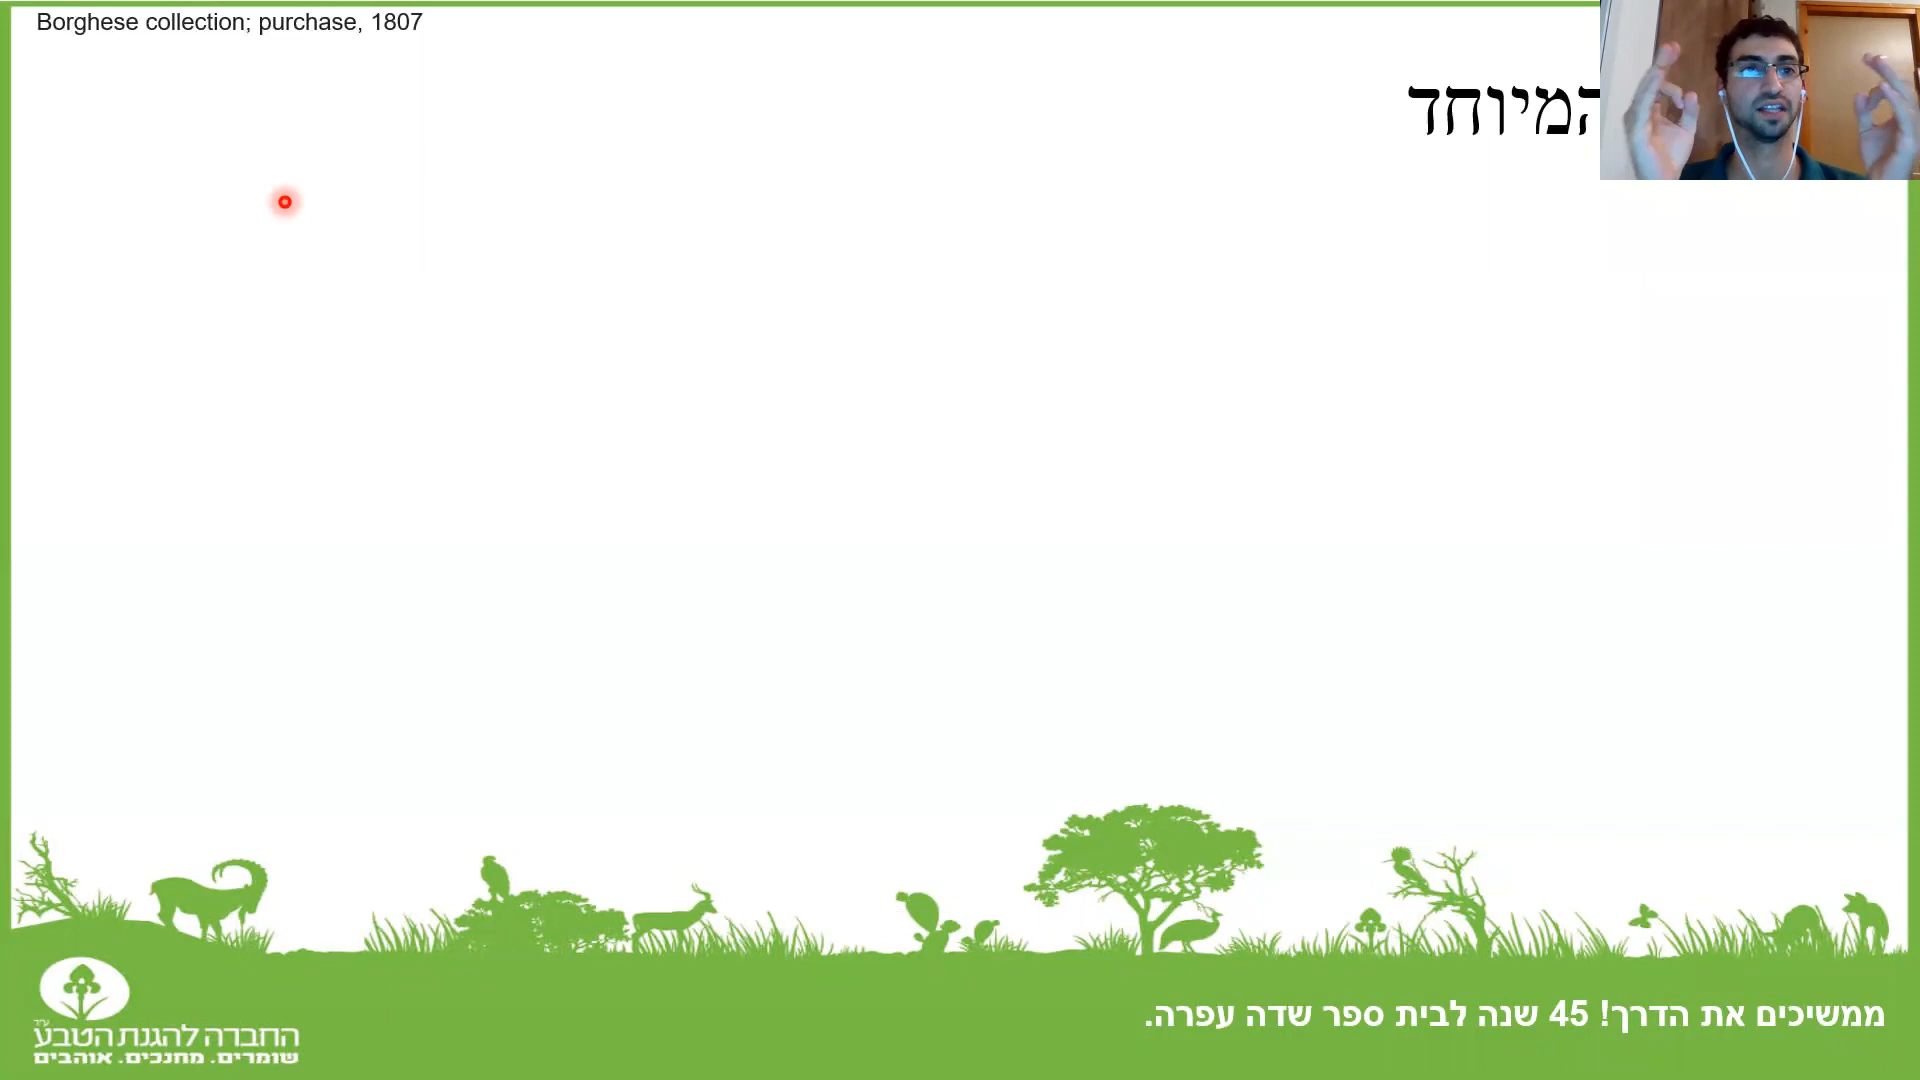 Borghese collection; purchase, 1807
המיוחד
ממשיכים את הדרך! 45 שנה לבית ספר שדה עפרה.
ע״ר
החברה להגנת הטבע
שומרים. מחנכים. אוהבים